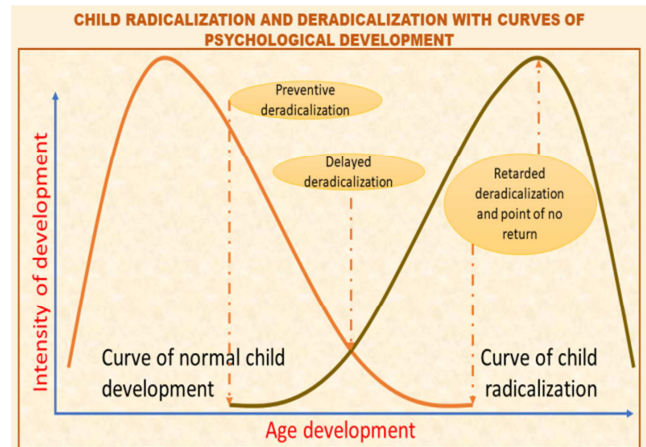 CHILD RADICALIZATION AND DERADICALIZATION WITH CURVES OF
PSYCHOLOGICAL DEVELOPMENT
Preventive
deradicalization
Delayed
deradicalization
Retarded
deradicalization
and point of no
return
Intensity of development
Curve of normal child
development
Curve of child
radicalization
Age development